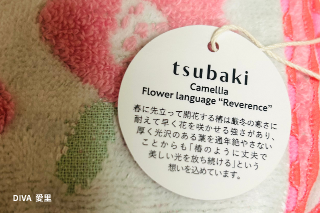 tsubaki
Camellia
Flower language “Reverence”
春に先立って開花する椿は厳冬の寒さに
耐えて早く花を咲かせる強さがあり、
厚く光沢のある葉を通年絶やさない
ことからも「椿のように丈夫で
美しい光を放ち続ける」という
想いを込めています。
DIVA 愛里